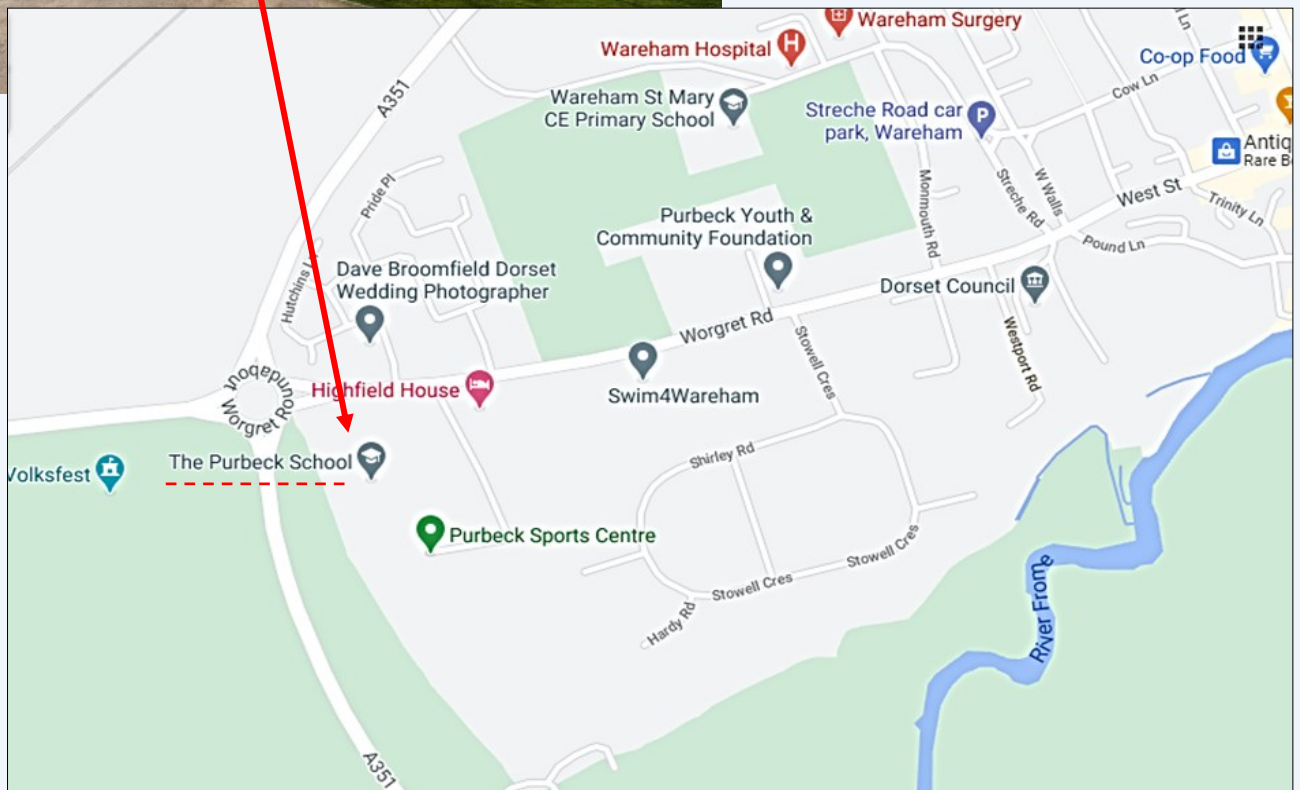 Wareham Surgery
Wareham Hospital
H
Co-op Food
A351
Cow Ln
Wareham St Mary
CE Primary School
Streche Road car
park, Wareham
P
Antiq
Rare B
Pride Pl
Monmouth Rd
Streche Rd
W Walls
West St
Trinity Ln
Purbeck Youth &
Community Foundation
Pound Ln
Hutchins
Dave Broomfield Dorset
Wedding Photographer
Dorset Council
Worgret Rd
Westport Rd
Stowell Cres
Worgret Roundabout
Highfield House
Swim4Wareham
Volksfest
The Purbeck School
Shirley Rd
Purbeck Sports Centre
Stowell Cres
Stowell Cres
Hardy Rd
River Frome
A351